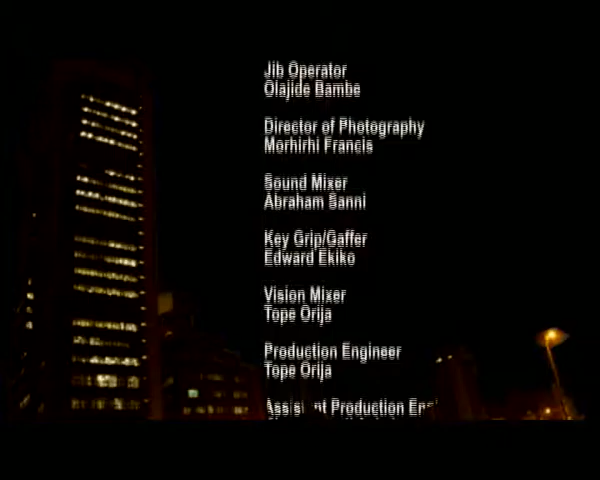 Jib Operator
Olajide Bambe
Director of Photography
Morhirhi Francis
Sound Mixer
Abraham Sanni
Key Grip/Gaffer
Edward Ekiko
Vision Mixer
Tope Orija
Production Engineer
Tope Orija
Production